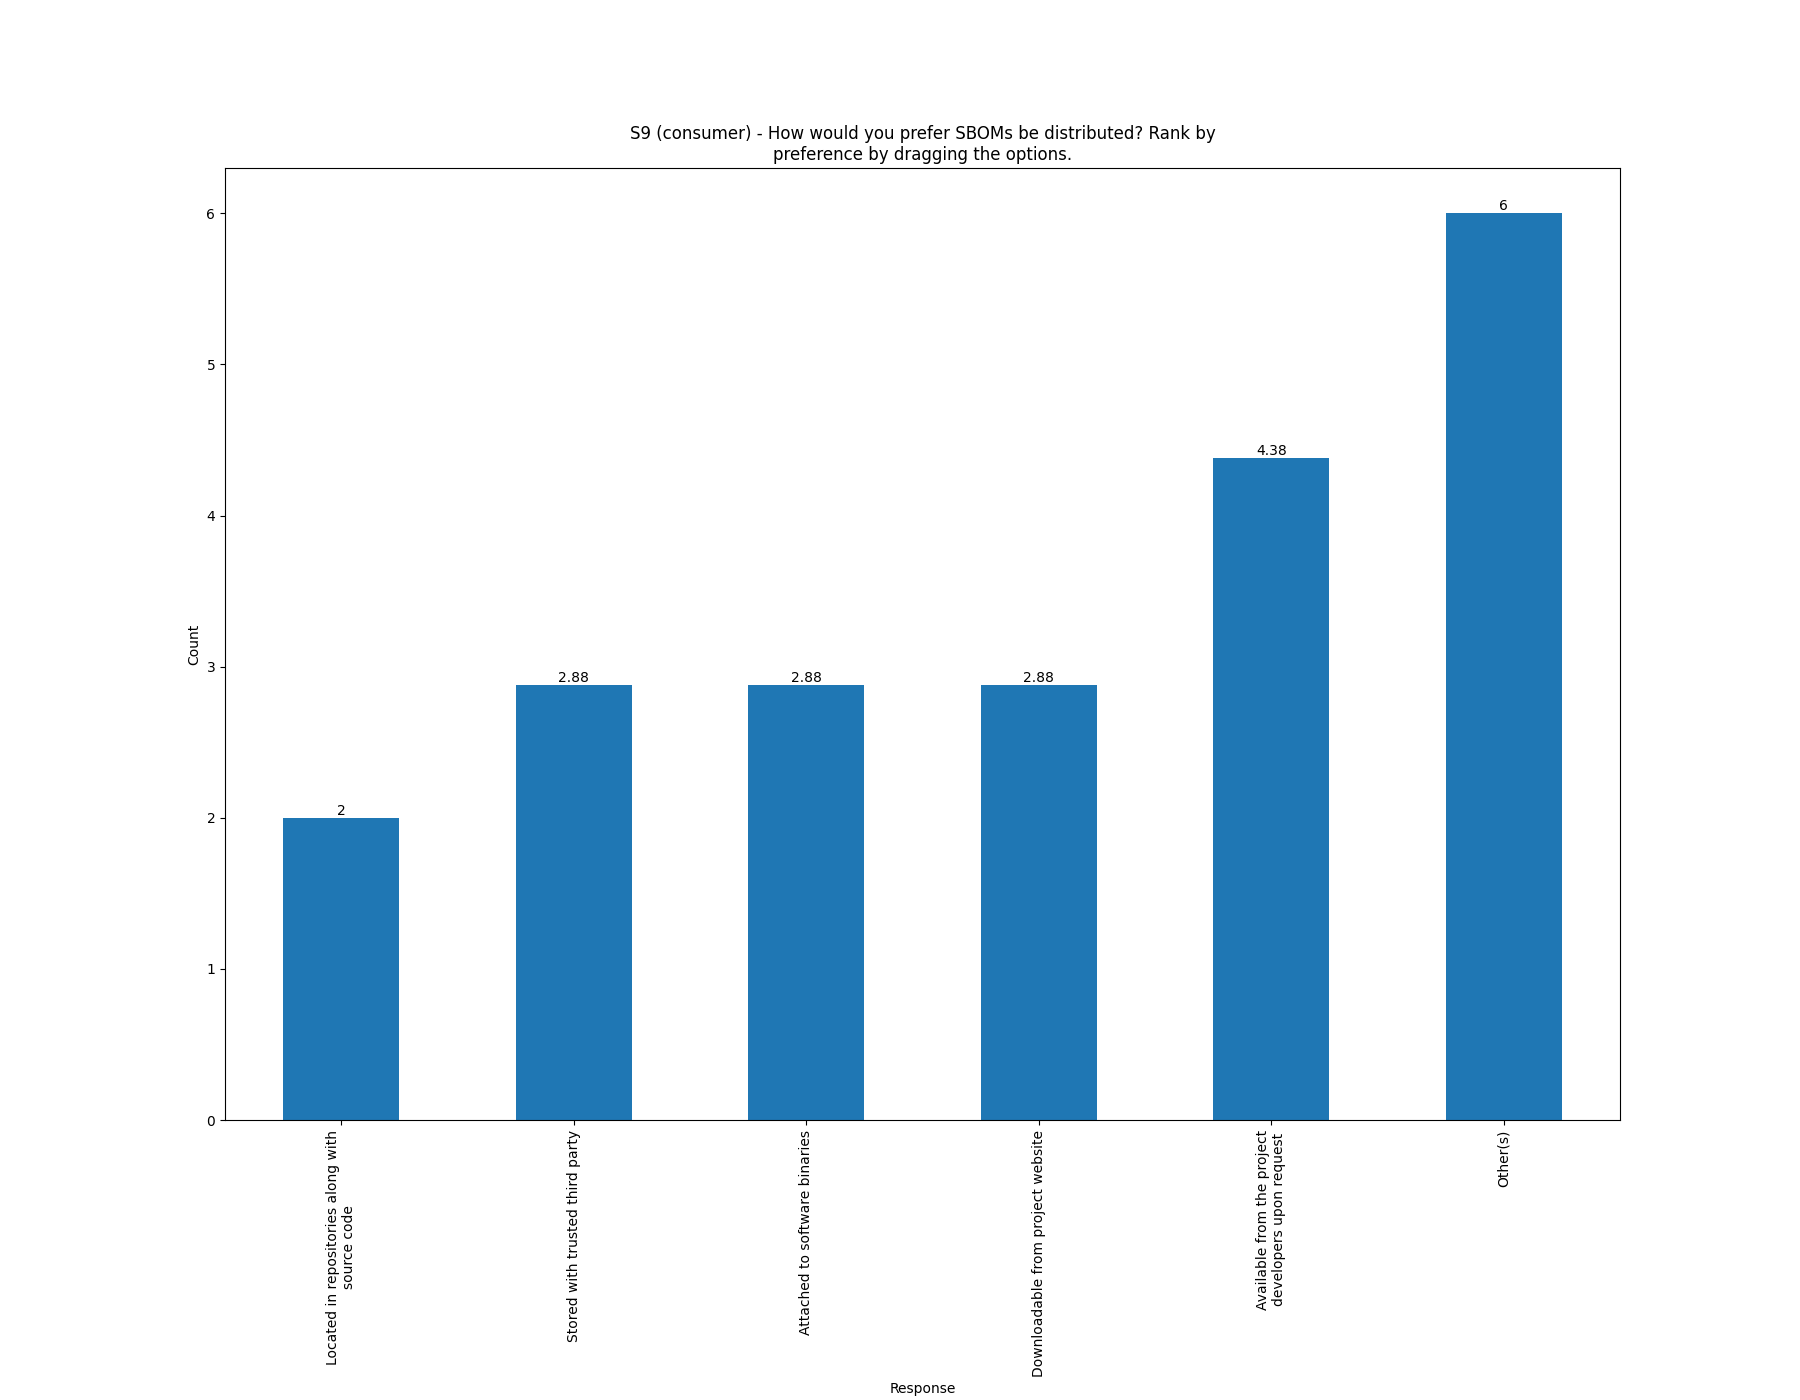 S9 (consumer) - How would you prefer SBOMs be distributed? Rank by
preference by dragging the options.
Count
6
5
4
3
2
1
0
2
2.88
2.88
2.88
4.38
6
Located in repositories along with
source code
Stored with trusted third party
Attached to software binaries
Downloadable from project website
Available from the project
developers upon request
Other(s)
Response